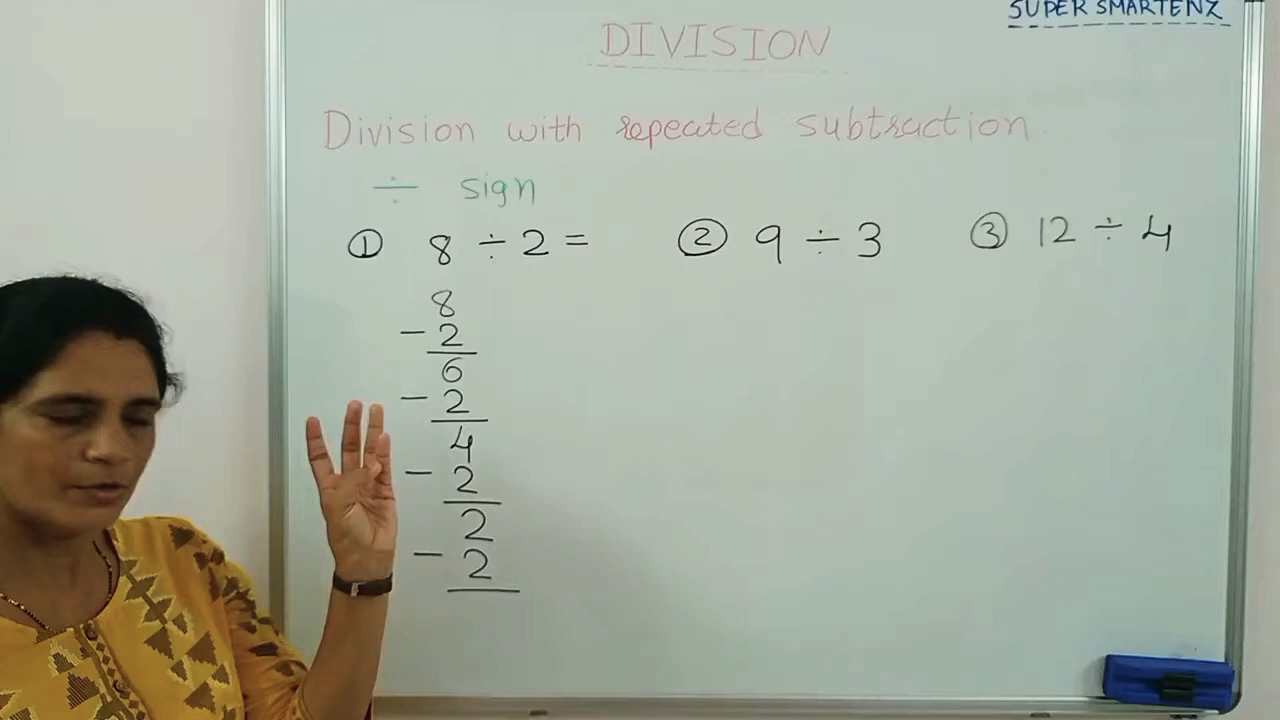 SUPER SMARTENZ
DIVISION
Division with repeated subtraction.
÷ sign
① 8 ÷ 2 = ② 9 ÷ 3 ③ 12 ÷ 4
8
- 2
6
- 2
4
- 2
2
- 2